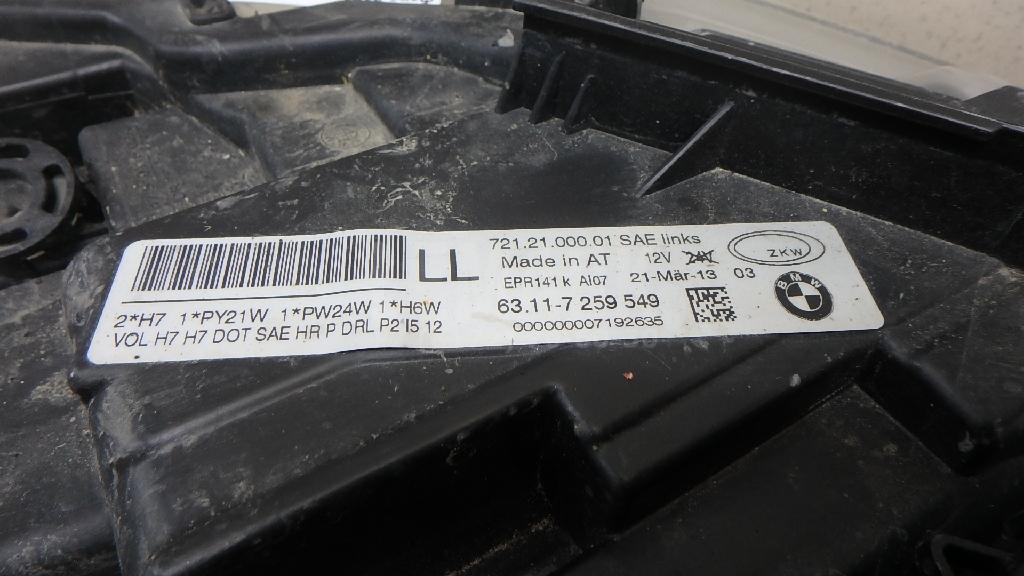 LL
2*H7 1*PY21W 1*PW24W 1*H6W
VOL H7 H7 DOT SAE HR P DRL P2 I5 12
721.21.000.01 SAE links
Made in AT 12V 24V
EPR141 k AI07 21-Mär-13 03
63.11-7 259 549
000000007192635
ZKW
BMW